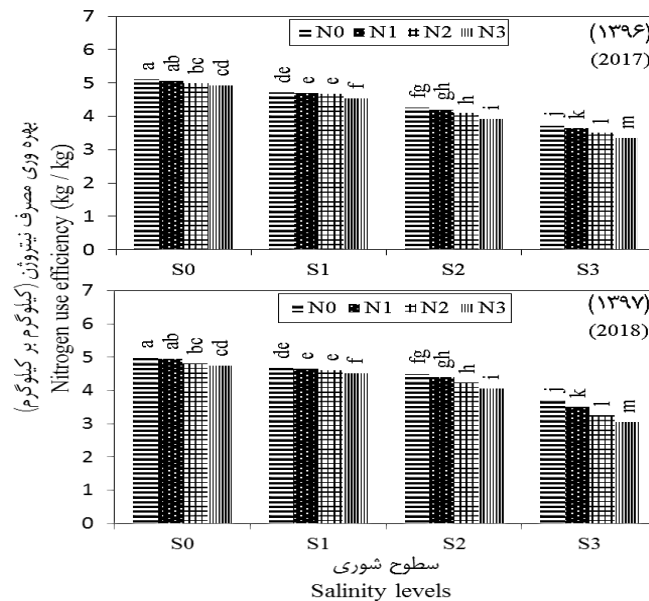 بهره وری مصرف نیتروژن (کیلوگرم بر کیلوگرم)
Nitrogen use efficiency (kg / kg)
7
6
5
4
3
2
1
0
N0 N1 N2 N3
(۱۳۹۶)
(2017)
a ab bc cd de e e f fg gh h i j k l m
S0 S1 S2 S3
7
6
5
4
3
2
1
0
N0 N1 N2 N3
(۱۳۹۷)
(2018)
a ab bc cd de e e f fg gh h i j k l m
S0 S1 S2 S3
سطوح شوری
Salinity levels